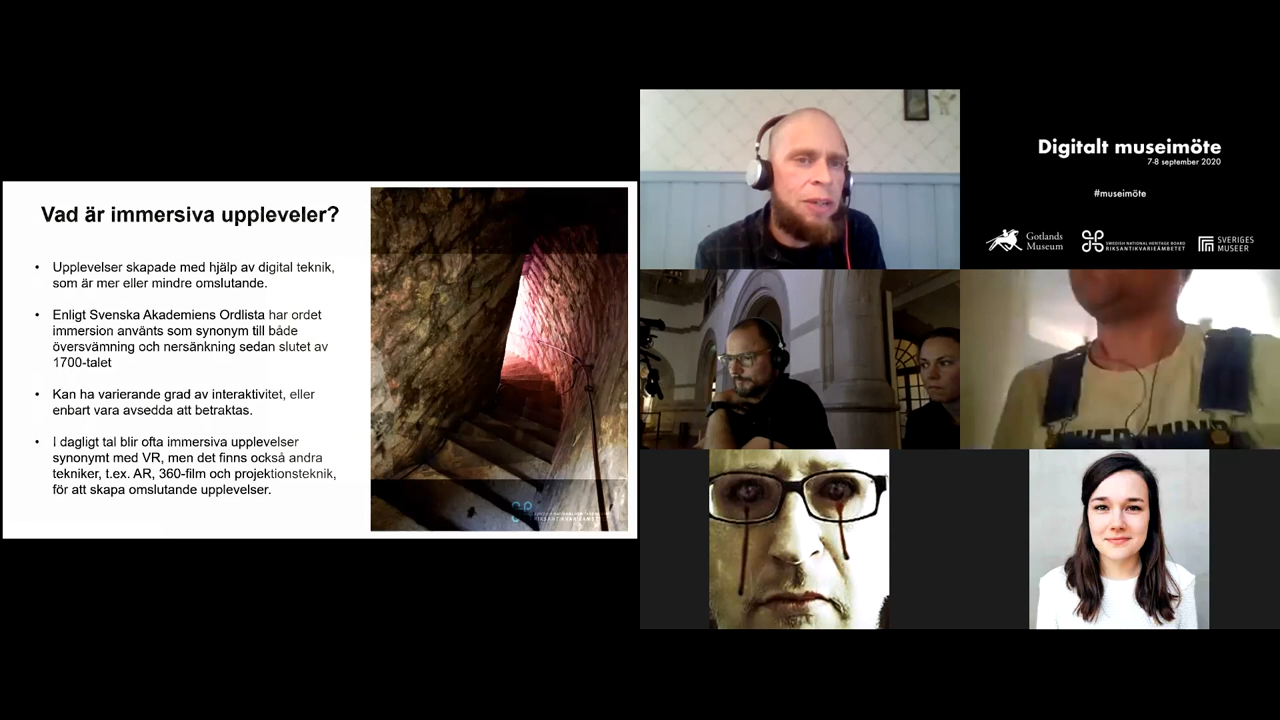 Vad är immersiva uppleveler?
• Upplevelser skapade med hjälp av digital teknik,
som är mer eller mindre omslutande.
• Enligt Svenska Akademiens Ordlista har ordet
immersion använts som synonym till både
översvämning och nersänkning sedan slutet av
1700-talet
• Kan ha varierande grad av interaktivitet, eller
enbart vara avsedda att betraktas.
• I dagligt tal blir ofta immersiva upplevelser
synonymt med VR, men det finns också andra
tekniker, t.ex. AR, 360-film och projektionsteknik,
för att skapa omslutande upplevelser.
RIKSANTIKVARIEÄMBETET
Digitalt museimöte
7-8 september 2020
#museimöte
Gotlands
Museum
SWEDISH NATIONAL HERITAGE BOARD
RIKSANTIKVARIEÄMBETET
SVERIGES
MUSEER